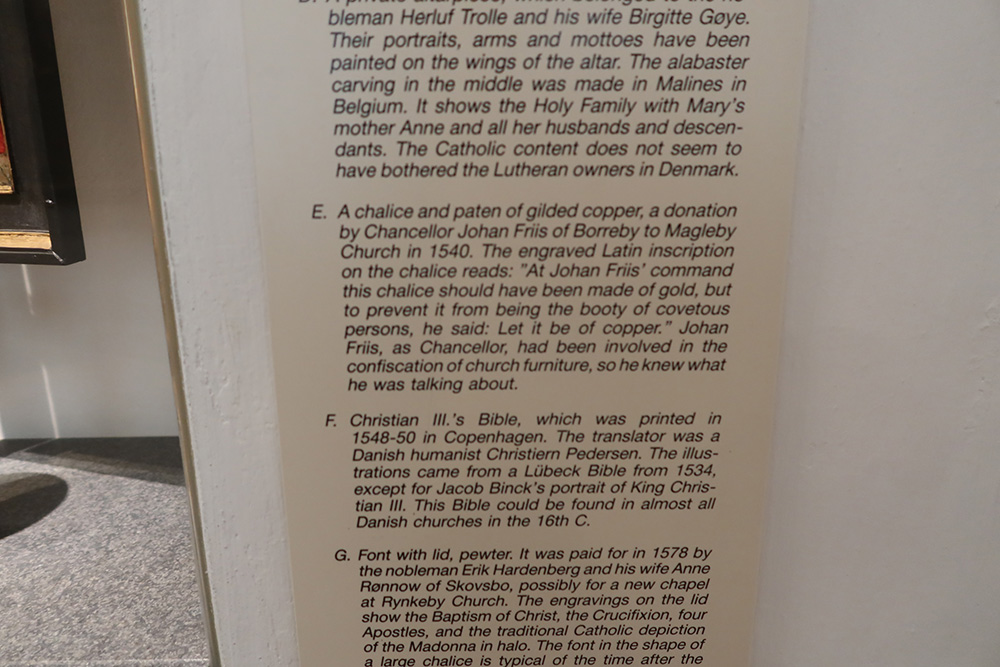 D. A private altarpiece, which belonged to the no-
bleman Herluf Trolle and his wife Birgitte Gøye.
Their portraits, arms and mottoes have been
painted on the wings of the altar. The alabaster
carving in the middle was made in Malines in
Belgium. It shows the Holy Family with Mary's
mother Anne and all her husbands and descen-
dants. The Catholic content does not seem to
have bothered the Lutheran owners in Denmark.
E. A chalice and paten of gilded copper, a donation
by Chancellor Johan Friis of Borreby to Magleby
Church in 1540. The engraved Latin inscription
on the chalice reads: "At Johan Friis' command
this chalice should have been made of gold, but
to prevent it from being the booty of covetous
persons, he said: Let it be of copper." Johan
Friis, as Chancellor, had been involved in the
confiscation of church furniture, so he knew what
he was talking about.
F. Christian III.'s Bible, which was printed in
1548-50 in Copenhagen. The translator was a
Danish humanist Christiern Pedersen. The illus-
trations came from a Lübeck Bible from 1534,
except for Jacob Binck's portrait of King Chris-
tian III. This Bible could be found in almost all
Danish churches in the 16th C.
G. Font with lid, pewter. It was paid for in 1578 by
the nobleman Erik Hardenberg and his wife Anne
Rønnow of Skovsbo, possibly for a new chapel
at Rynkeby Church. The engravings on the lid
show the Baptism of Christ, the Crucifixion, four
Apostles, and the traditional Catholic depiction
of the Madonna in halo. The font in the shape of
a large chalice is typical of the time after the